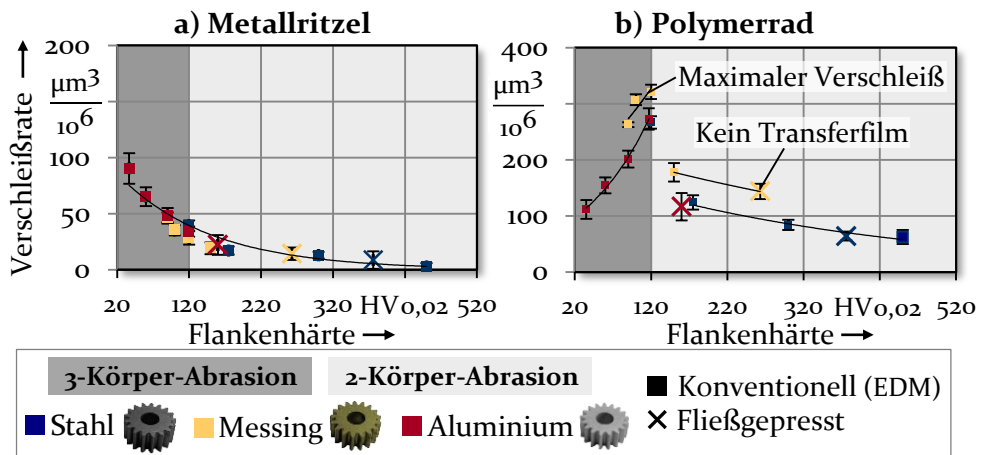 a) Metallritzel
b) Polymerrad
Verschleißrate
200
µm³
10⁶
100
50
0
20 120 220 320 HV0,02 520
Flankenhärte
400
µm³
10⁶
200
100
0
Maximaler Verschleiß
Kein Transferfilm
20 120 220 320 HV0,02 520
Flankenhärte
3-Körper-Abrasion
2-Körper-Abrasion
Konventionell (EDM)
Stahl
Messing
Aluminium
Fließgepresst